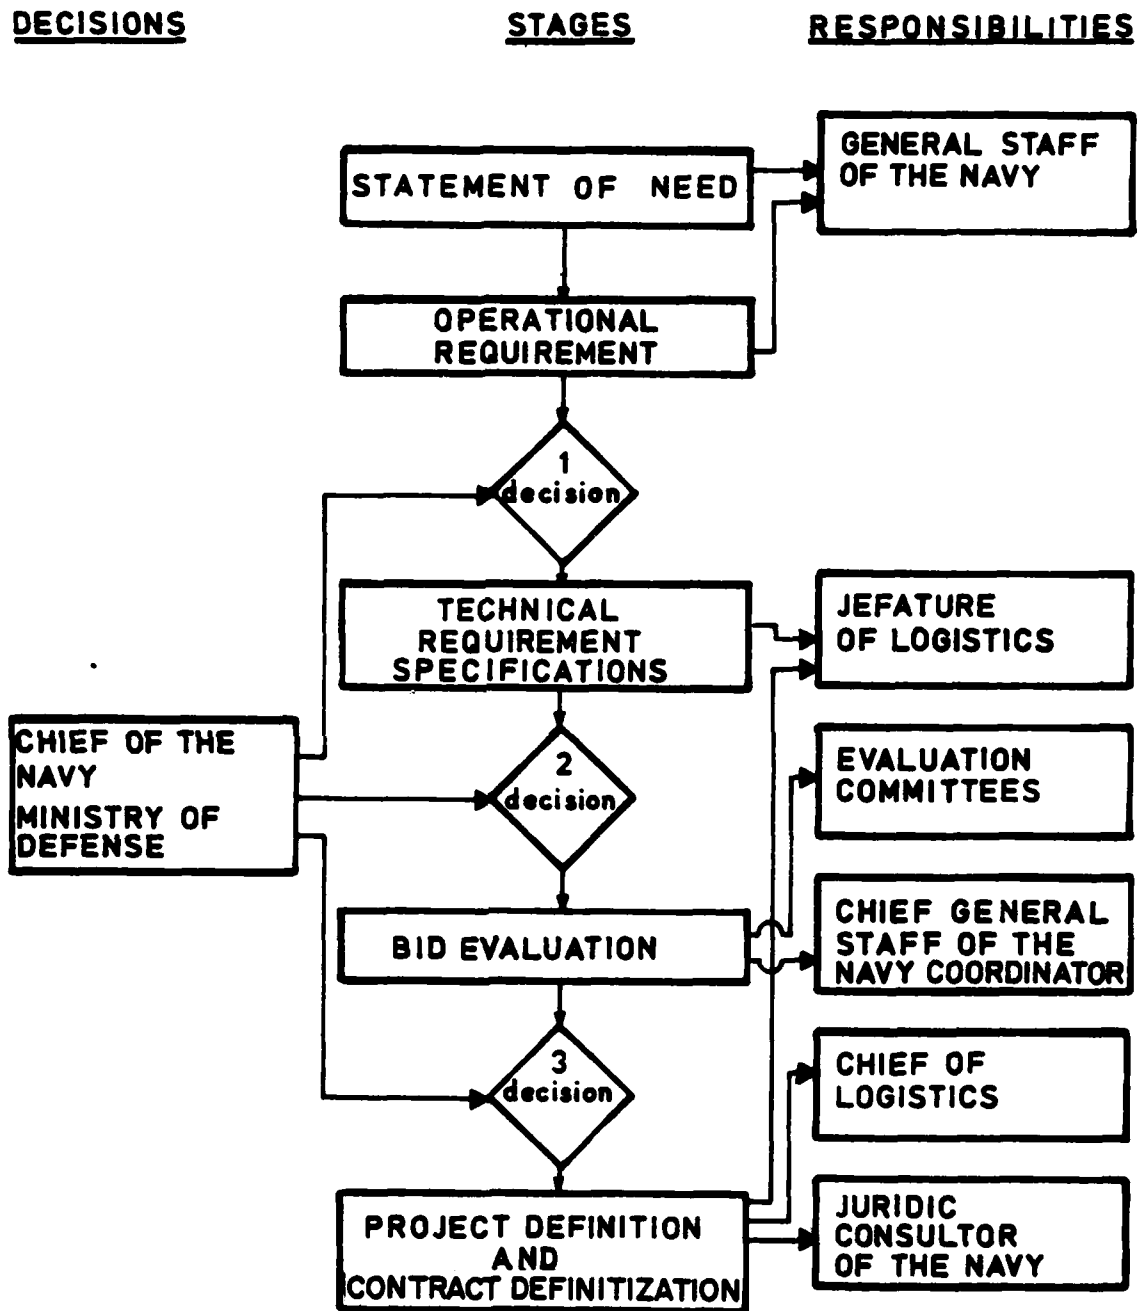 DECISIONS
STAGES
RESPONSIBILITIES
STATEMENT OF NEED
GENERAL STAFF
OF THE NAVY
OPERATIONAL
REQUIREMENT
1
decision
TECHNICAL
REQUIREMENT
SPECIFICATIONS
JEFATURE
OF LOGISTICS
CHIEF OF THE
NAVY
MINISTRY OF
DEFENSE
2
decision
EVALUATION
COMMITTEES
BID EVALUATION
CHIEF GENERAL
STAFF OF THE
NAVY COORDINATOR
3
decision
CHIEF OF
LOGISTICS
PROJECT DEFINITION
AND
CONTRACT DEFINITIZATION
JURIDIC
CONSULTOR
OF THE NAVY